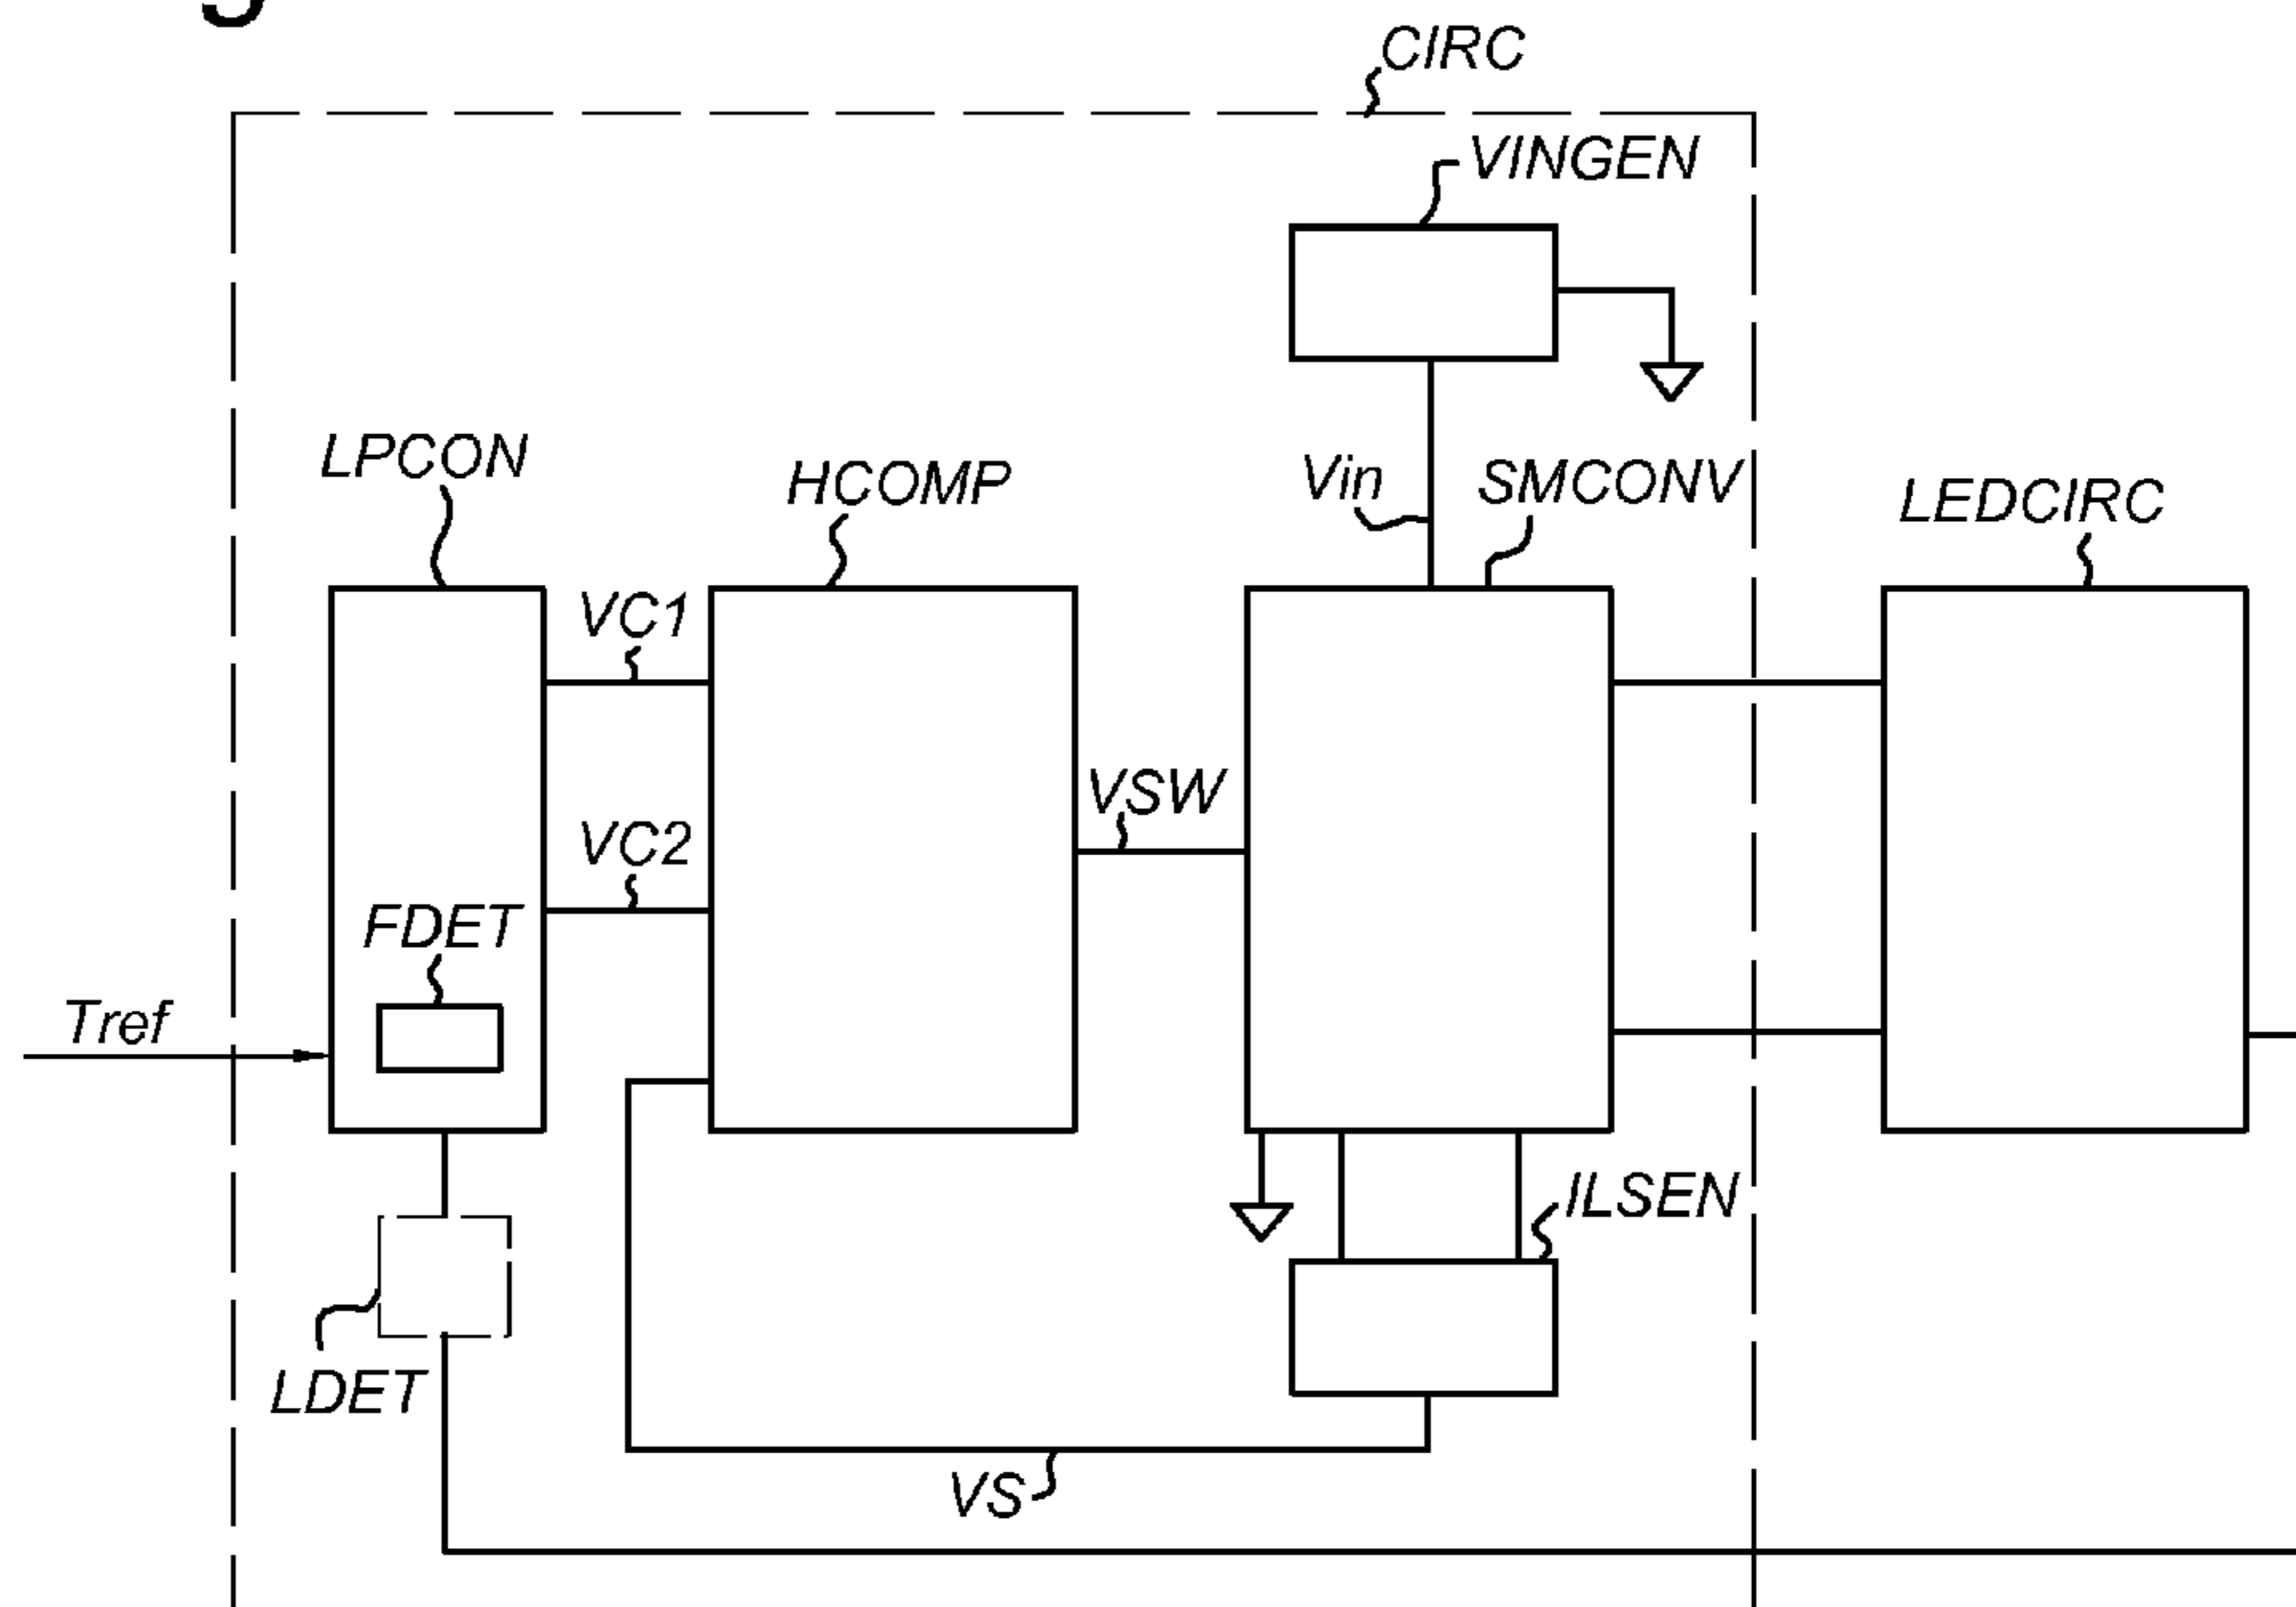 CIRC
VINGEN
LPCON
HCOMP
Vin
SMCONV
LEDCIRC
VC1
VSW
VC2
FDET
Tref
ILSEN
LDET
VS